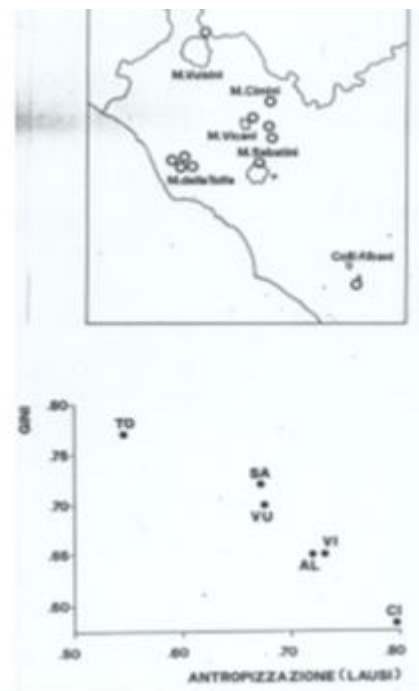 M.Vulsini
M.Cimini
M.Vicani
M.Sabatini
M.della Tolfa
Colli Albani
GINI
.80
TO
.75
SA
.70
VU
VI
.65
AL
.60
CI
.50 .60 .70 .80
ANTROPIZZAZIONE (LAUSI)